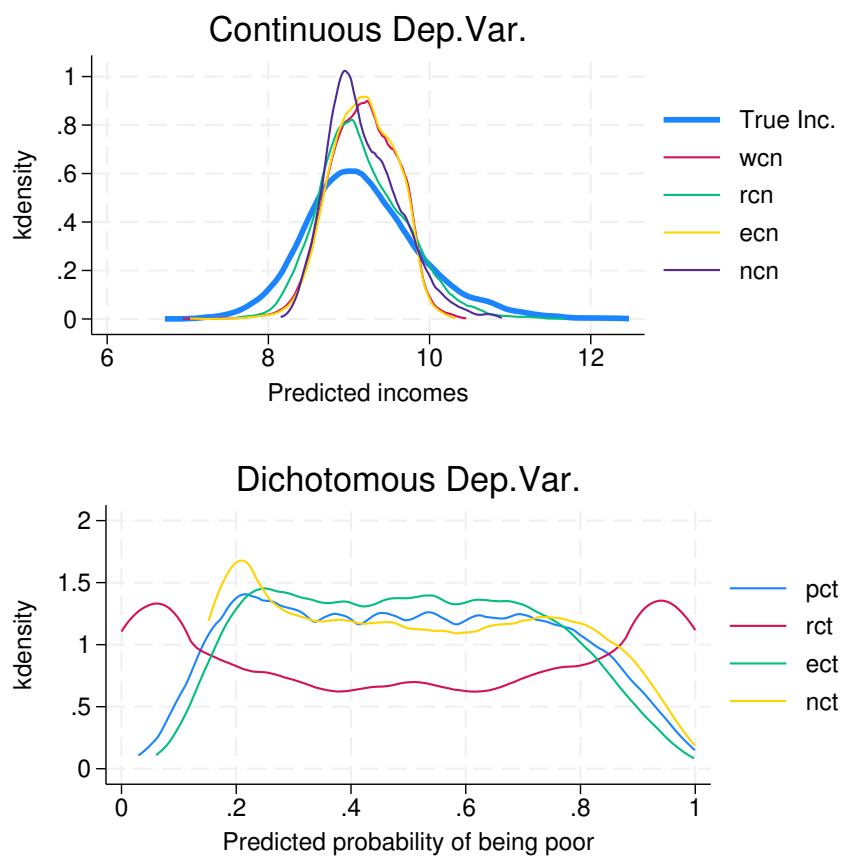 Continuous Dep.Var.
1
.8
.6
.4
.2
0
kdensity
6
8
10
12
Predicted incomes
True Inc.
wcn
rcn
ecn
ncn
Dichotomous Dep.Var.
2
1.5
1
.5
0
kdensity
0
.2
.4
.6
.8
1
Predicted probability of being poor
pct
rct
ect
nct